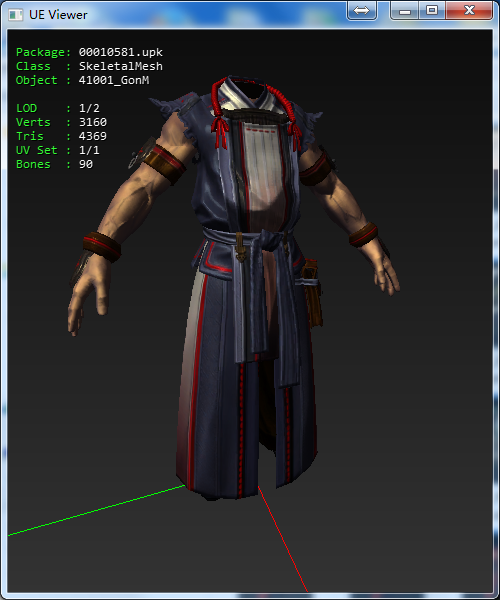 UE Viewer
Package: 00010581.upk
Class  : SkeletalMesh
Object : 41001_GonM
LOD    : 1/2
Verts  : 3160
Tris   : 4369
UV Set : 1/1
Bones  : 90